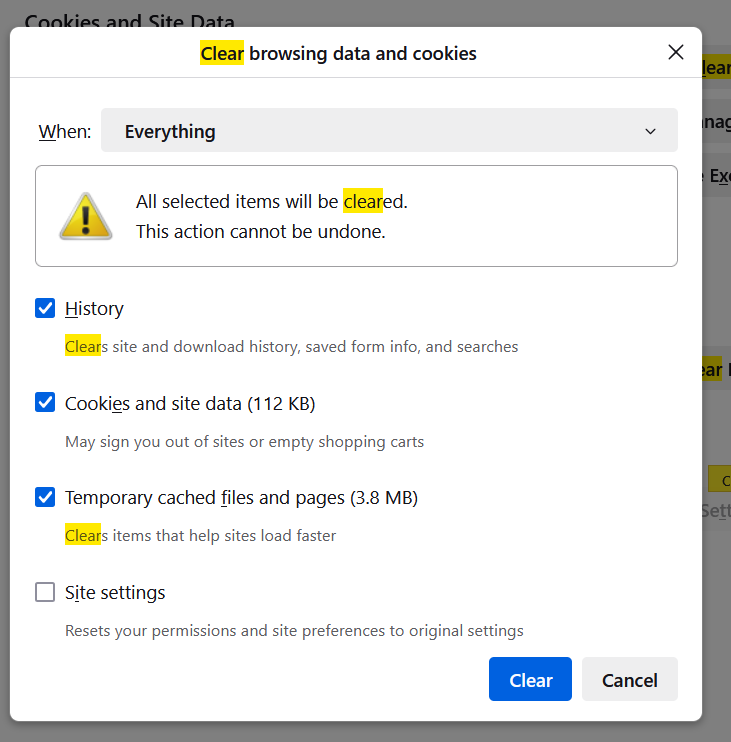 Cookies and Site Data
Clear browsing data and cookies
When: Everything
All selected items will be cleared.
This action cannot be undone.
History
Clears site and download history, saved form info, and searches
Cookies and site data (112 KB)
May sign you out of sites or empty shopping carts
Temporary cached files and pages (3.8 MB)
Clears items that help sites load faster
Site settings
Resets your permissions and site preferences to original settings
Clear Cancel